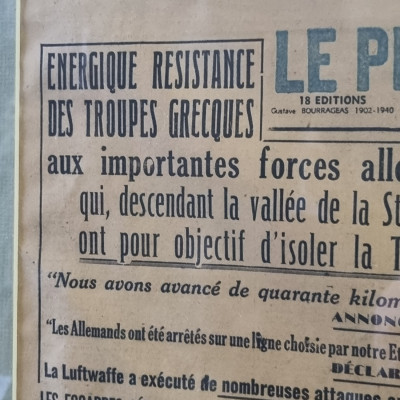 ENERGIQUE RESISTANCE
DES TROUPES GRECQUES
LE
18 EDITIONS
Gustave BOURRAGEAS 1902-1940
aux importantes forces
qui, descendant la vallée de la
ont pour objectif d'isoler la
"Nous avons avancé de quarante
"Les Allemands ont été arrêtés sur une ligne choisie par notre
La Luftwaffe a exécuté de nombreuses attaques